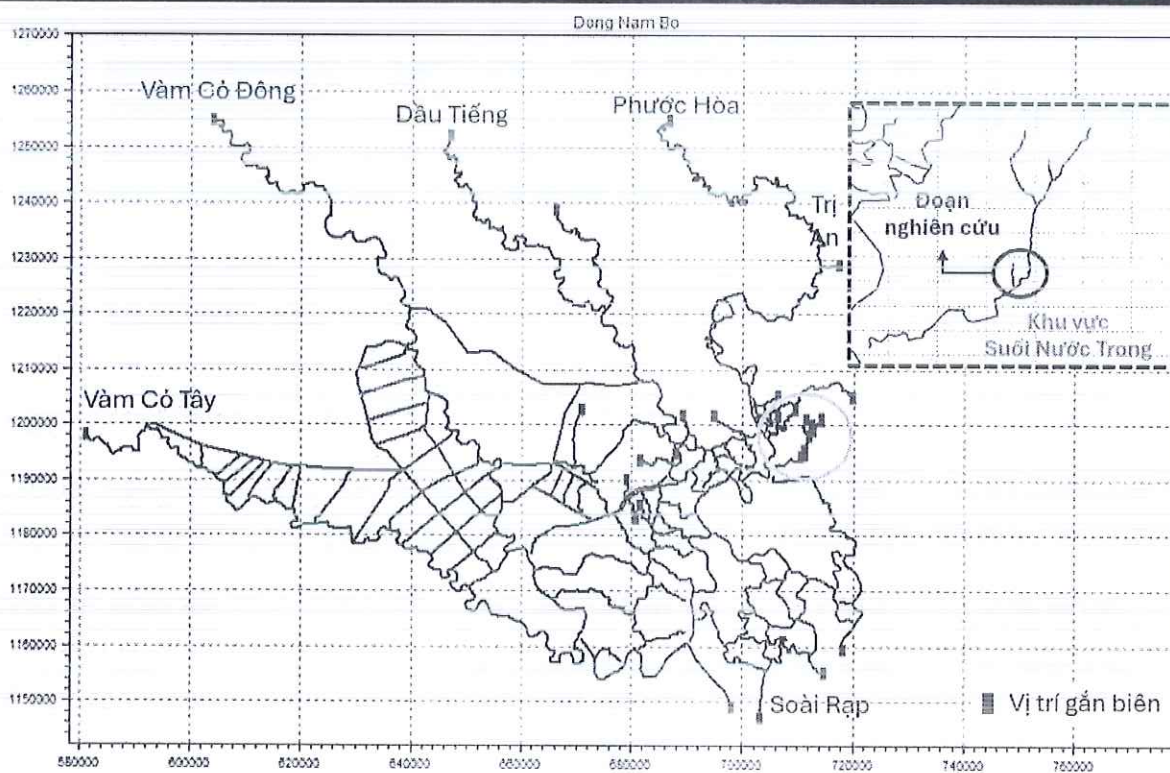 Dong Nam Bo
1270000
1260000
1250000
1240000
1230000
1220000
1210000
1200000
1190000
1180000
1170000
1160000
1150000
Vàm Cỏ Đông
Dầu Tiếng
Phước Hòa
Trị
An
Đoạn
nghiên cứu
Khu vực
Suối Nước Trong
Vàm Cỏ Tây
Soài Rạp
Vị trí gắn biên
580000
600000
620000
640000
660000
680000
700000
720000
740000
760000